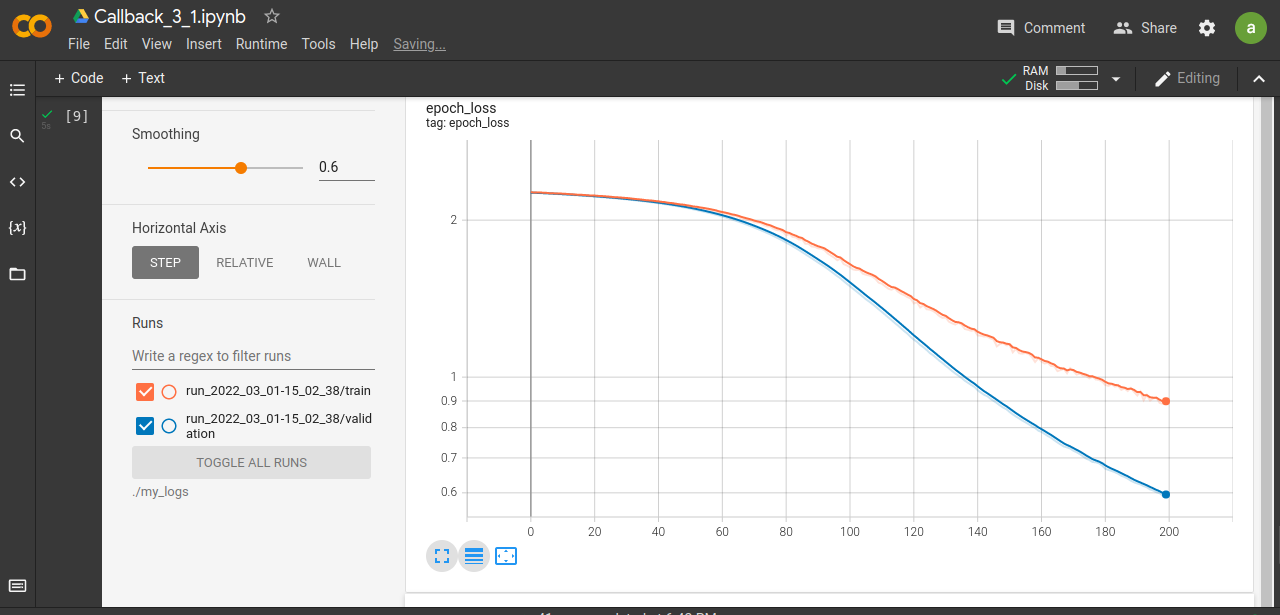 Callback_3_1.ipynb
File Edit View Insert Runtime Tools Help Saving...
Comment Share a
+ Code + Text
RAM
Disk
Editing
[9]
5s
Smoothing
0.6
Horizontal Axis
STEP RELATIVE WALL
Runs
Write a regex to filter runs
run_2022_03_01-15_02_38/train
run_2022_03_01-15_02_38/valid
ation
TOGGLE ALL RUNS
./my_logs
epoch_loss
tag: epoch_loss
2
1
0.9
0.8
0.7
0.6
0 20 40 60 80 100 120 140 160 180 200